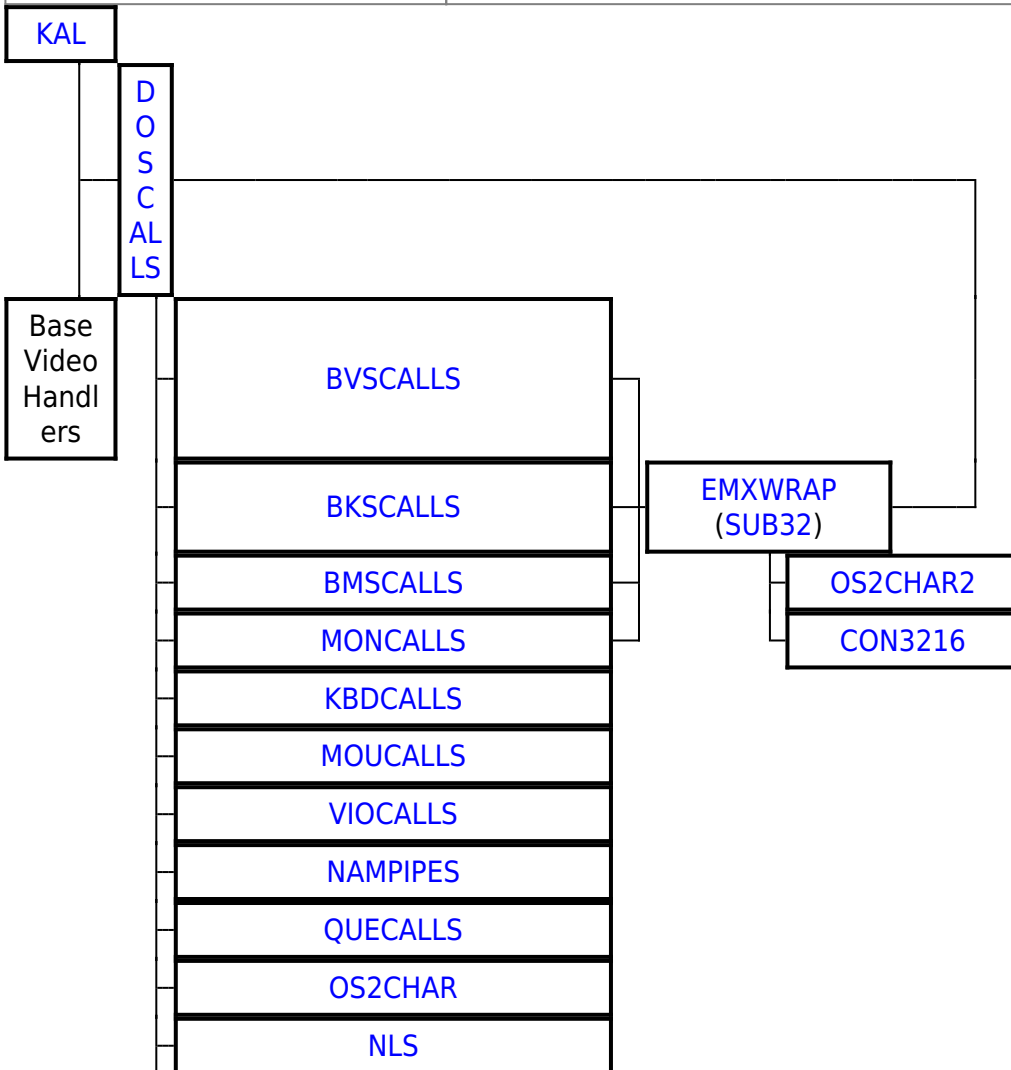 KAL
D
O
S
C
AL
LS
Base
Video
Handl
ers
BVSCALLS
BKSCALLS
EMXWRAP
(SUB32)
BMSCALLS
OS2CHAR2
MONCALLS
CON3216
KBDCALLS
MOUCALLS
VIOCALLS
NAMPIPES
QUECALLS
OS2CHAR
NLS